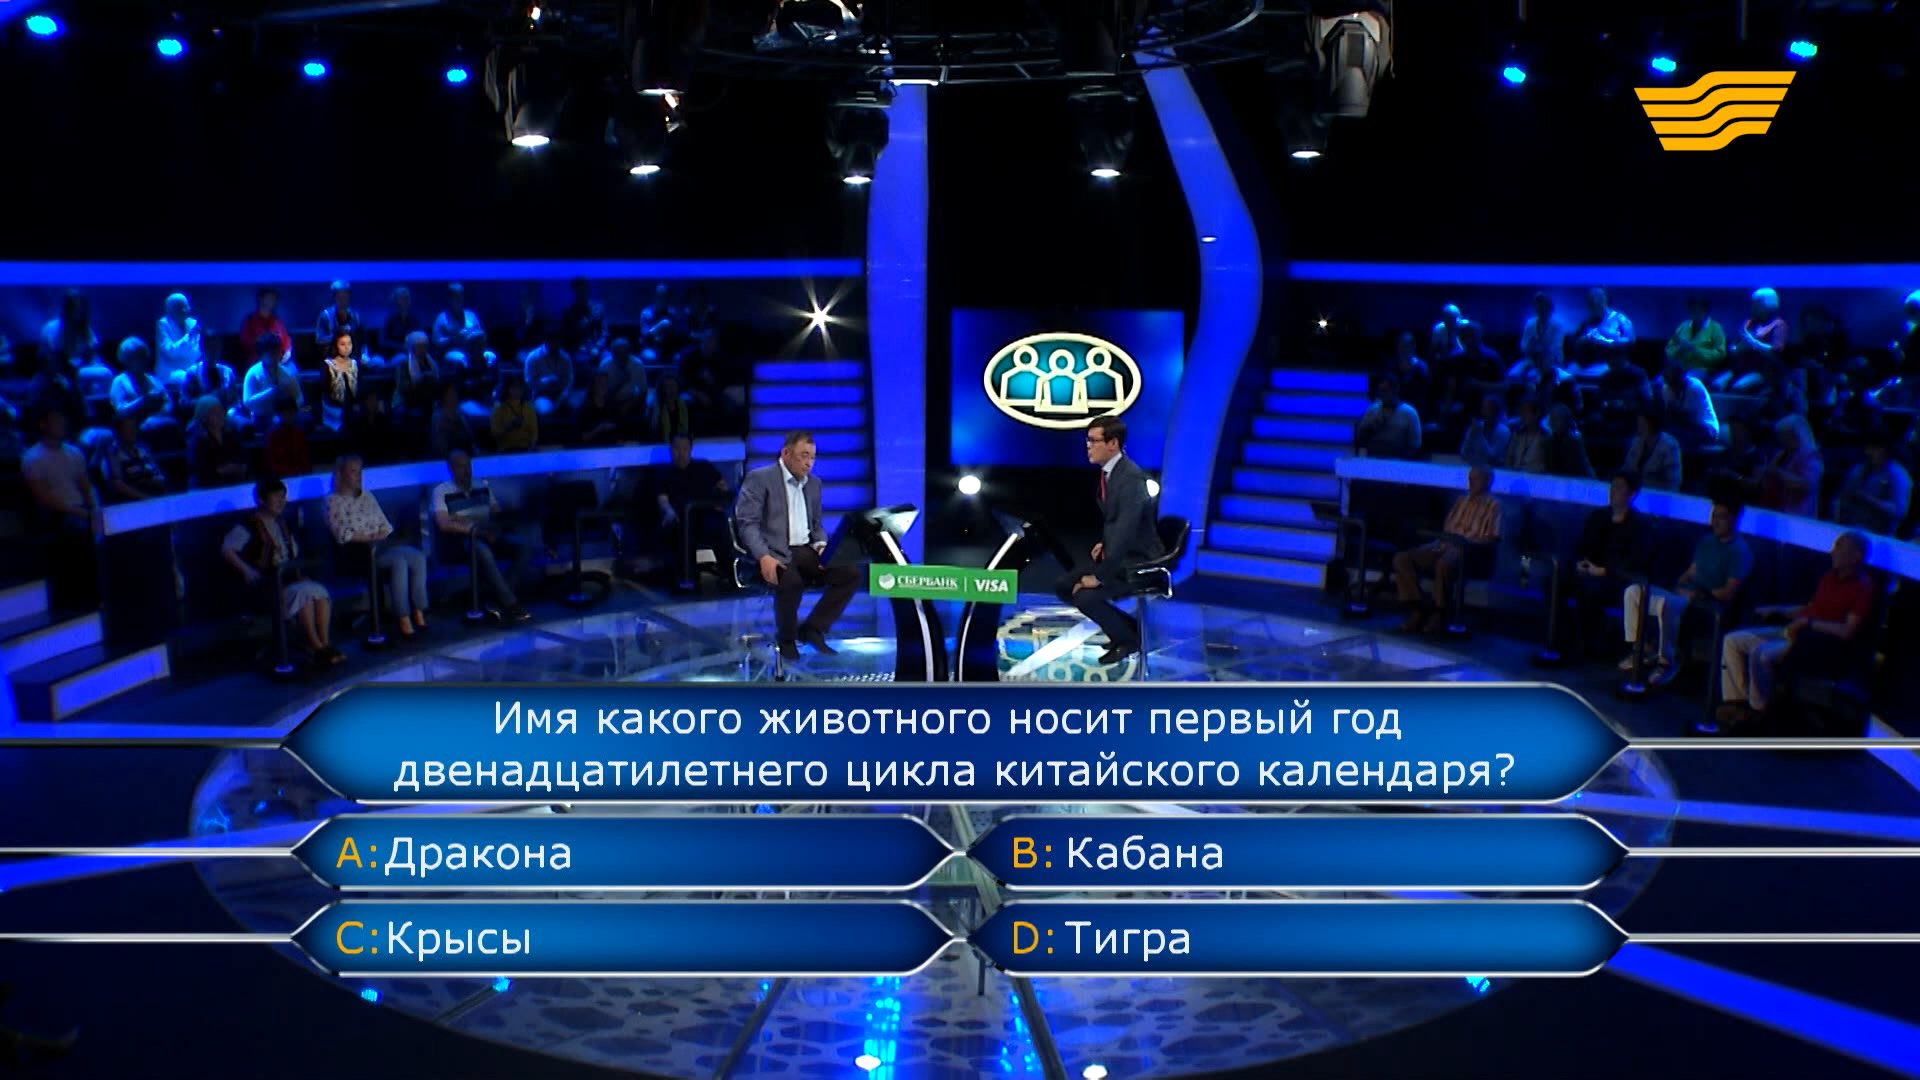 СБЕРБАНК | VISA
Имя какого животного носит первый год
двенадцатилетнего цикла китайского календаря?
A: Дракона
B: Кабана
C: Крысы
D: Тигра